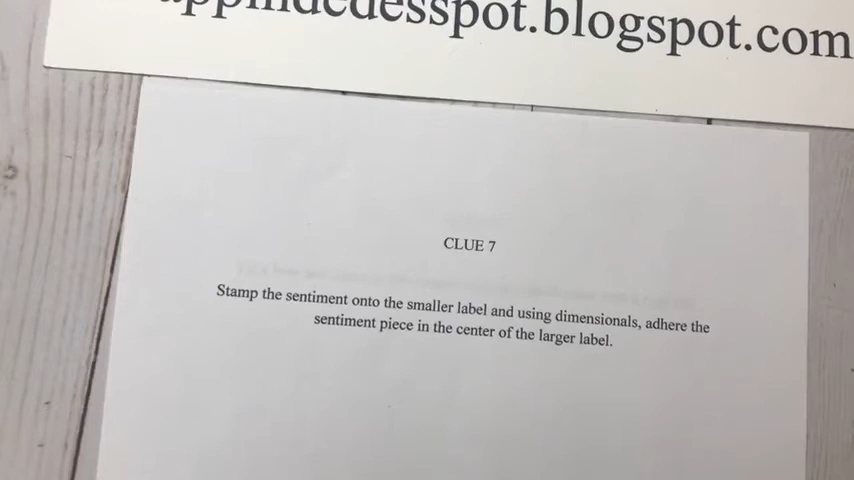 desspot.blogspot.com
CLUE 7
Stamp the sentiment onto the smaller label and using dimensionals, adhere the
sentiment piece in the center of the larger label.